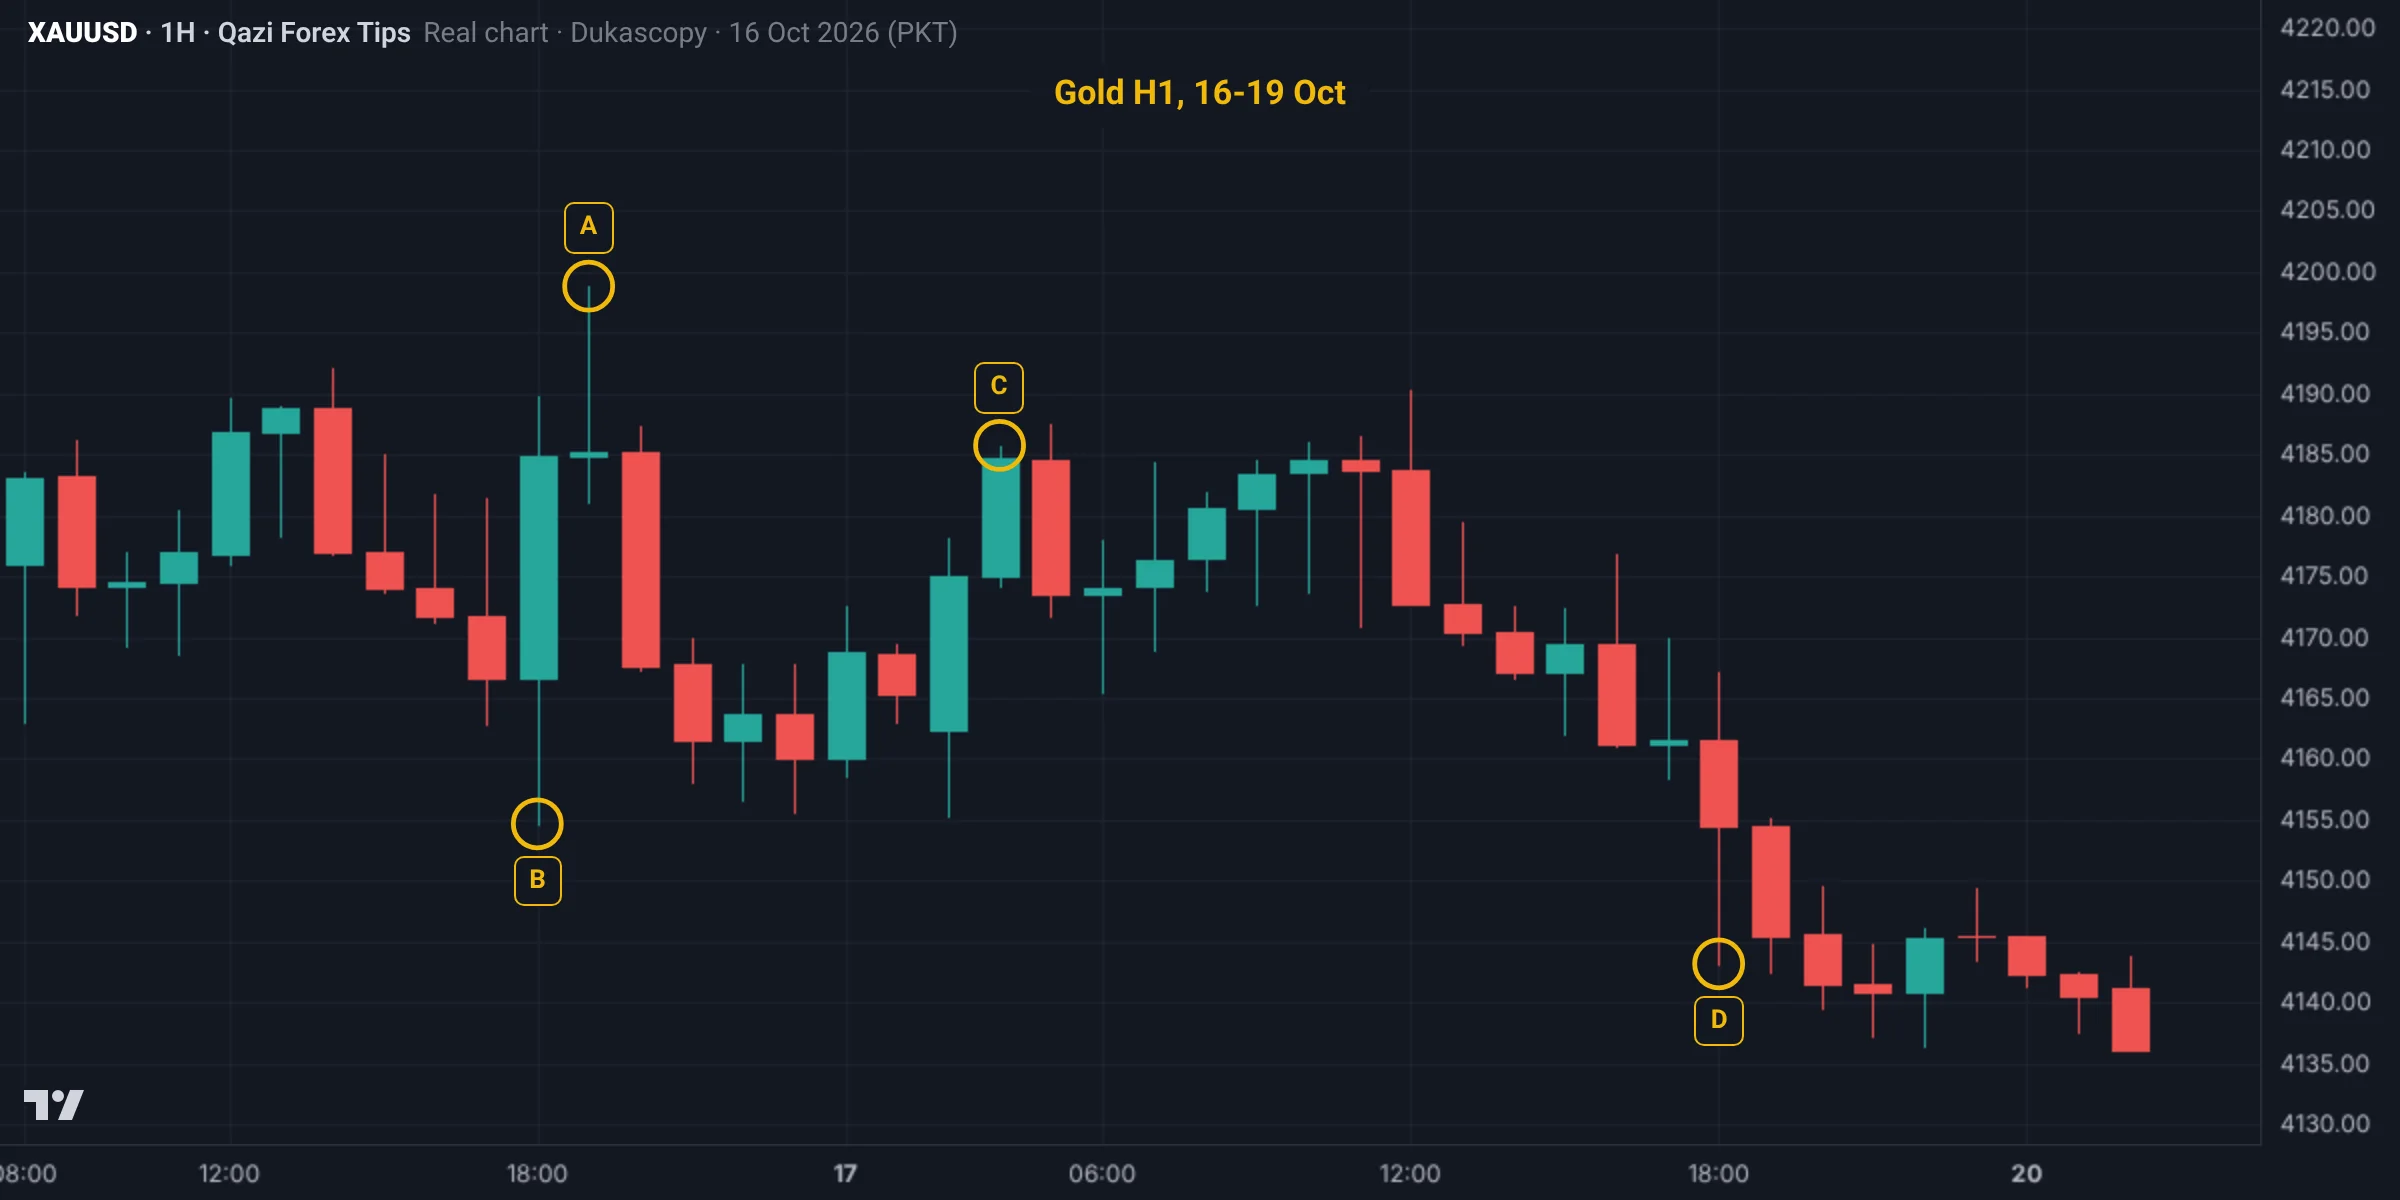 XAUUSD · 1H · Qazi Forex Tips Real chart · Dukascopy · 16 Oct 2026 (PKT)
Gold H1, 16-19 Oct
A
C
B
D
4220.00
4215.00
4210.00
4205.00
4200.00
4195.00
4190.00
4185.00
4180.00
4175.00
4170.00
4165.00
4160.00
4155.00
4150.00
4145.00
4140.00
4135.00
4130.00
08:00 12:00 18:00 17 06:00 12:00 18:00 20